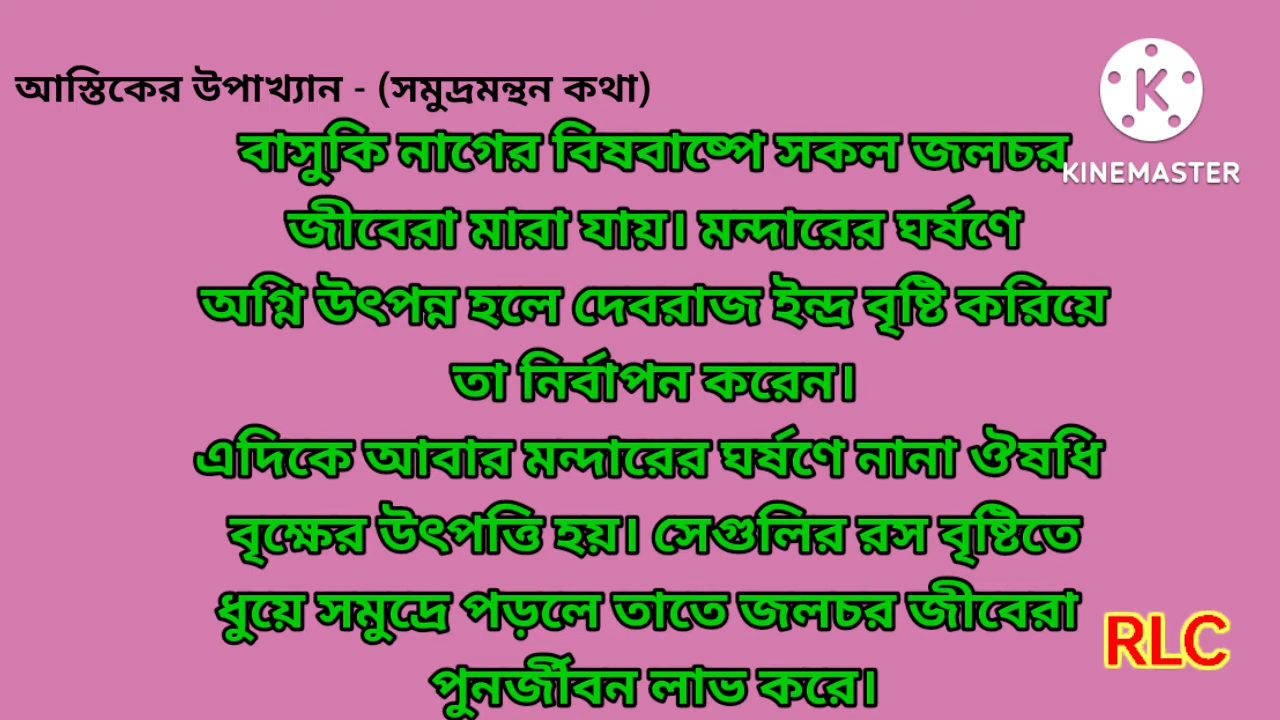 আস্তিকের উপাখ্যান - (সমুদ্রমন্থন কথা)
বাসুকি নাগের বিষবাষ্পে সকল জলচর
জীবেরা মারা যায়। মন্দারের ঘর্ষণে
অগ্নি উৎপন্ন হলে দেবরাজ ইন্দ্র বৃষ্টি করিয়ে
তা নির্বাপন করেন।
এদিকে আবার মন্দারের ঘর্ষণে নানা ঔষধি
বৃক্ষের উৎপত্তি হয়। সেগুলির রস বৃষ্টিতে
ধুয়ে সমুদ্রে পড়লে তাতে জলচর জীবেরা
পুনর্জীবন লাভ করে।
K
KINEMASTER
RLC